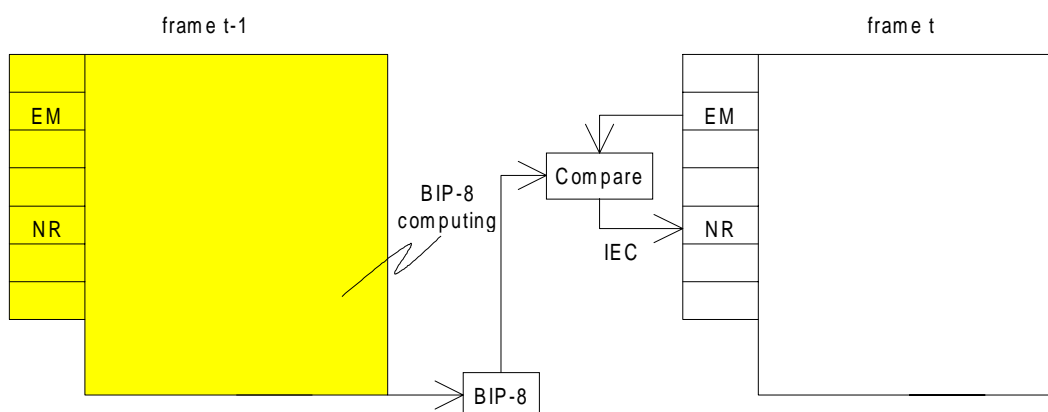 frame t-1
frame t
EM
EM
Compare
BIP-8
computing
NR
NR
IEC
BIP-8